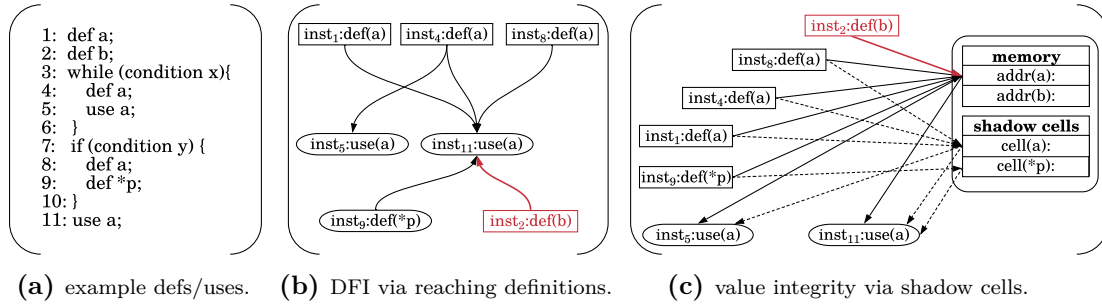 1: def a;
2: def b;
3: while (condition x){
4: def a;
5: use a;
6: }
7: if (condition y) {
8: def a;
9: def *p;
10: }
11: use a;
(a) example defs/uses.
inst₁:def(a)
inst₄:def(a)
inst₈:def(a)
inst₅:use(a)
inst₁₁:use(a)
inst₉:def(*p)
inst₂:def(b)
(b) DFI via reaching definitions.
inst₂:def(b)
inst₈:def(a)
inst₄:def(a)
inst₁:def(a)
inst₉:def(*p)
inst₅:use(a)
inst₁₁:use(a)
memory
addr(a):
addr(b):
shadow cells
cell(a):
cell(*p):
(c) value integrity via shadow cells.